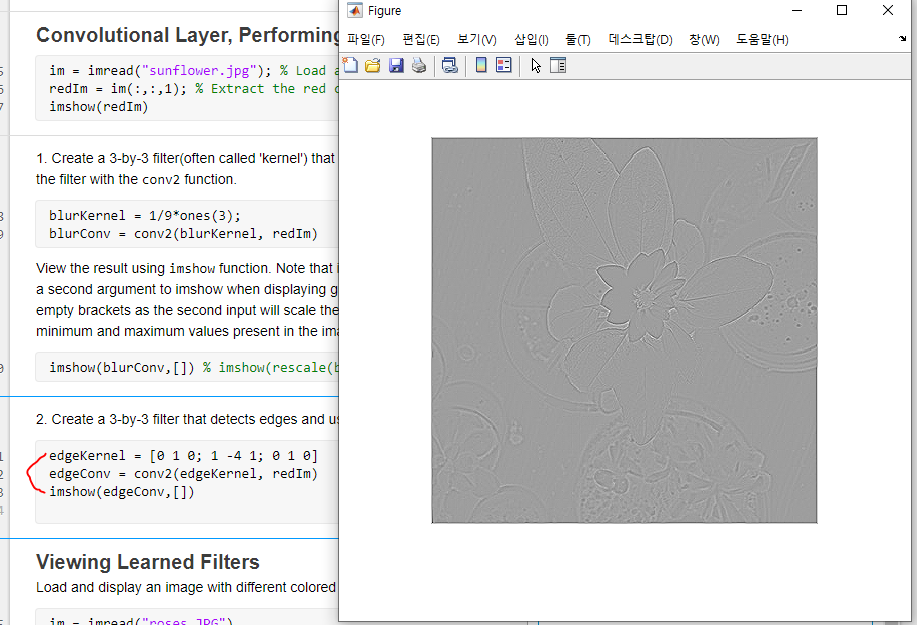 Convolutional Layer, Performing
im = imread("sunflower.jpg"); % Load a
redIm = im(:,:,1); % Extract the red c
imshow(redIm)
1. Create a 3-by-3 filter(often called 'kernel') that
the filter with the conv2 function.
blurKernel = 1/9*ones(3);
blurConv = conv2(blurKernel, redIm)
View the result using imshow function. Note that i
a second argument to imshow when displaying g
empty brackets as the second input will scale the
minimum and maximum values present in the ima
imshow(blurConv,[]) % imshow(rescale(b
2. Create a 3-by-3 filter that detects edges and us
edgeKernel = [0 1 0; 1 -4 1; 0 1 0]
edgeConv = conv2(edgeKernel, redIm)
imshow(edgeConv,[])
Viewing Learned Filters
Load and display an image with different colored
im = imread("roses.JPG")
Figure
파일(F) 편집(E) 보기(V) 삽입(I) 툴(T) 데스크탑(D) 창(W) 도움말(H)